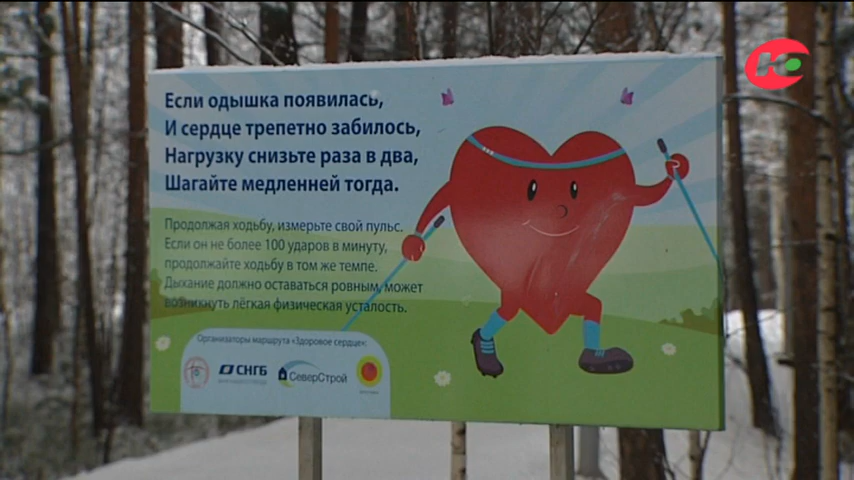 Если одышка появилась,
И сердце трепетно забилось,
Нагрузку снизьте раза в два,
Шагайте медленней тогда.
Продолжая ходьбу, измерьте свой пульс.
Если он не более 100 ударов в минуту,
продолжайте ходьбу в том же темпе.
Дыхание должно оставаться ровным, может
возникнуть лёгкая физическая усталость.
Организаторы маршрута «Здоровое сердце»:
СНГБ
СеверСтрой